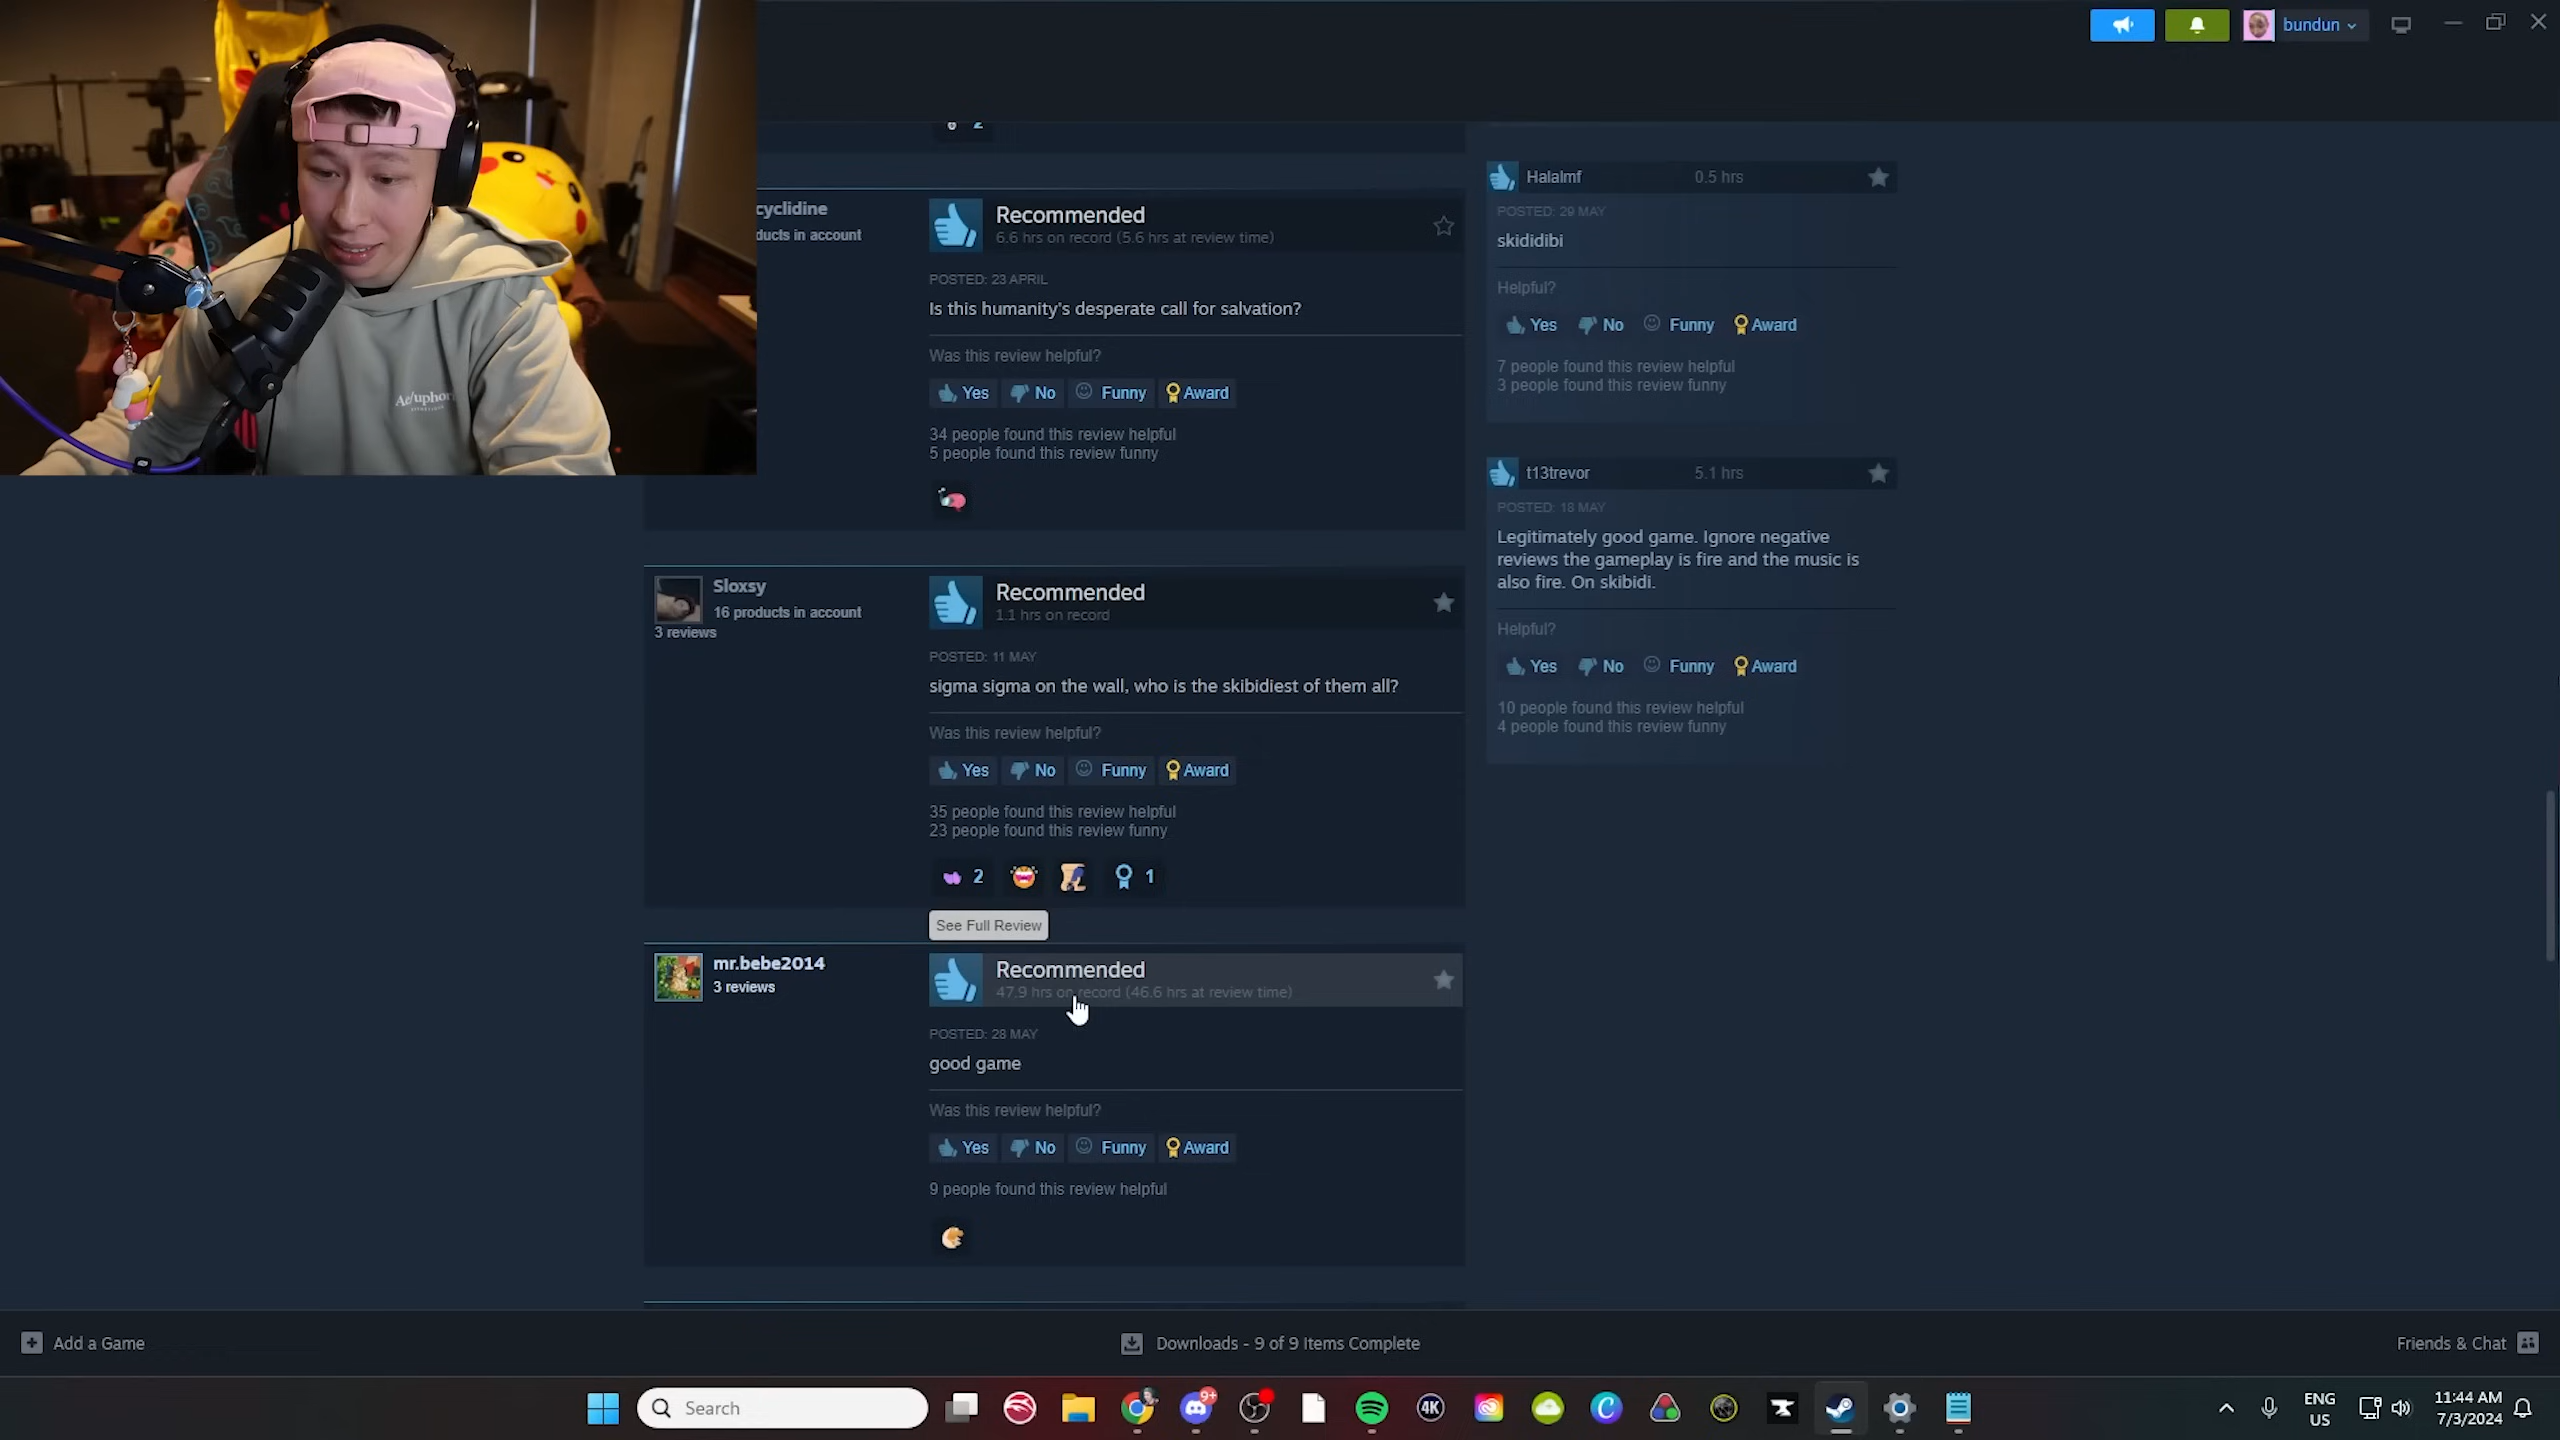 bundun
2
cyclidine
ducts in account
Recommended
6.6 hrs on record (5.6 hrs at review time)
POSTED: 23 APRIL
Is this humanity's desperate call for salvation?
Was this review helpful?
Yes
No
Funny
Award
34 people found this review helpful
5 people found this review funny
Sloxsy
16 products in account
3 reviews
Recommended
1.1 hrs on record
POSTED: 11 MAY
sigma sigma on the wall, who is the skibidiest of them all?
Was this review helpful?
Yes
No
Funny
Award
35 people found this review helpful
23 people found this review funny
2
1
See Full Review
mr.bebe2014
3 reviews
Recommended
47.9 hrs on record (46.6 hrs at review time)
POSTED: 28 MAY
good game
Was this review helpful?
Yes
No
Funny
Award
9 people found this review helpful
Halalmf
0.5 hrs
POSTED: 29 MAY
skididibi
Helpful?
Yes
No
Funny
Award
7 people found this review helpful
3 people found this review funny
t13trevor
5.1 hrs
POSTED: 18 MAY
Legitimately good game. Ignore negative
reviews the gameplay is fire and the music is
also fire. On skibidi.
Helpful?
Yes
No
Funny
Award
10 people found this review helpful
4 people found this review funny
Add a Game
Downloads - 9 of 9 Items Complete
Friends & Chat
Search
9+
4K
ENG
US
11:44 AM
7/3/2024